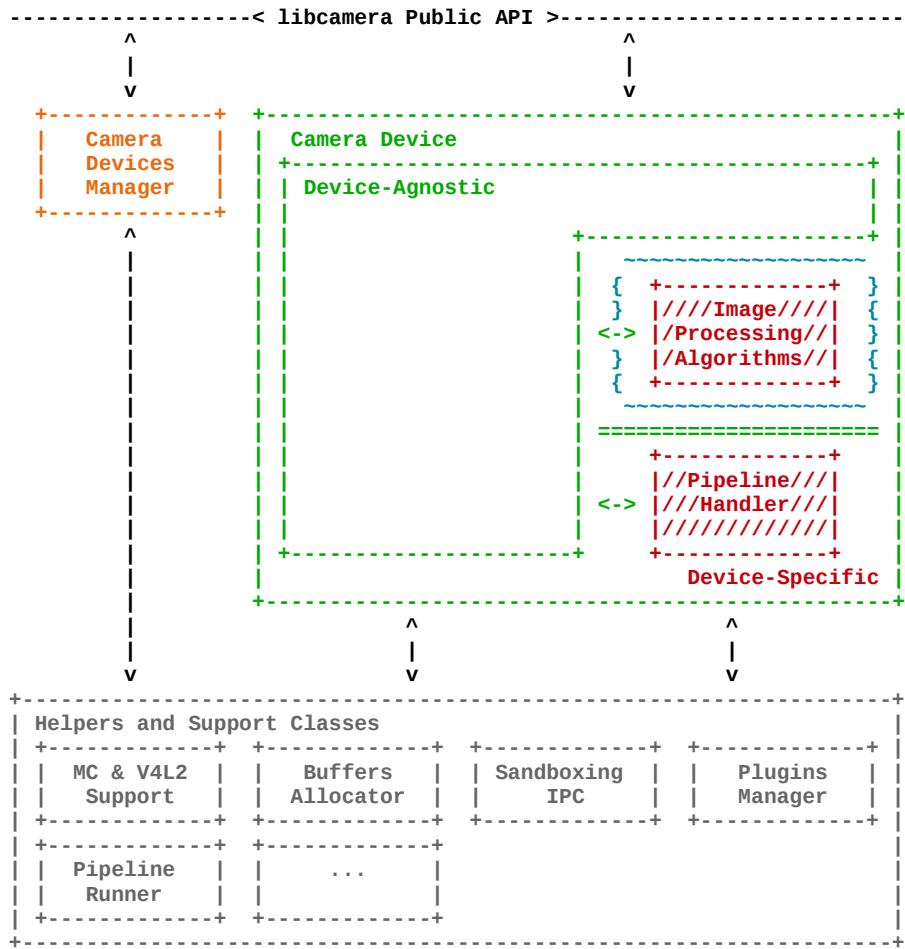 < libcamera Public API >
Camera
Devices
Manager
Camera Device
Device-Agnostic
////Image////
/Processing//
/Algorithms//
//Pipeline///
///Handler///
/////////////
Device-Specific
Helpers and Support Classes
MC & V4L2
Support
Buffers
Allocator
Sandboxing
IPC
Plugins
Manager
Pipeline
Runner
...